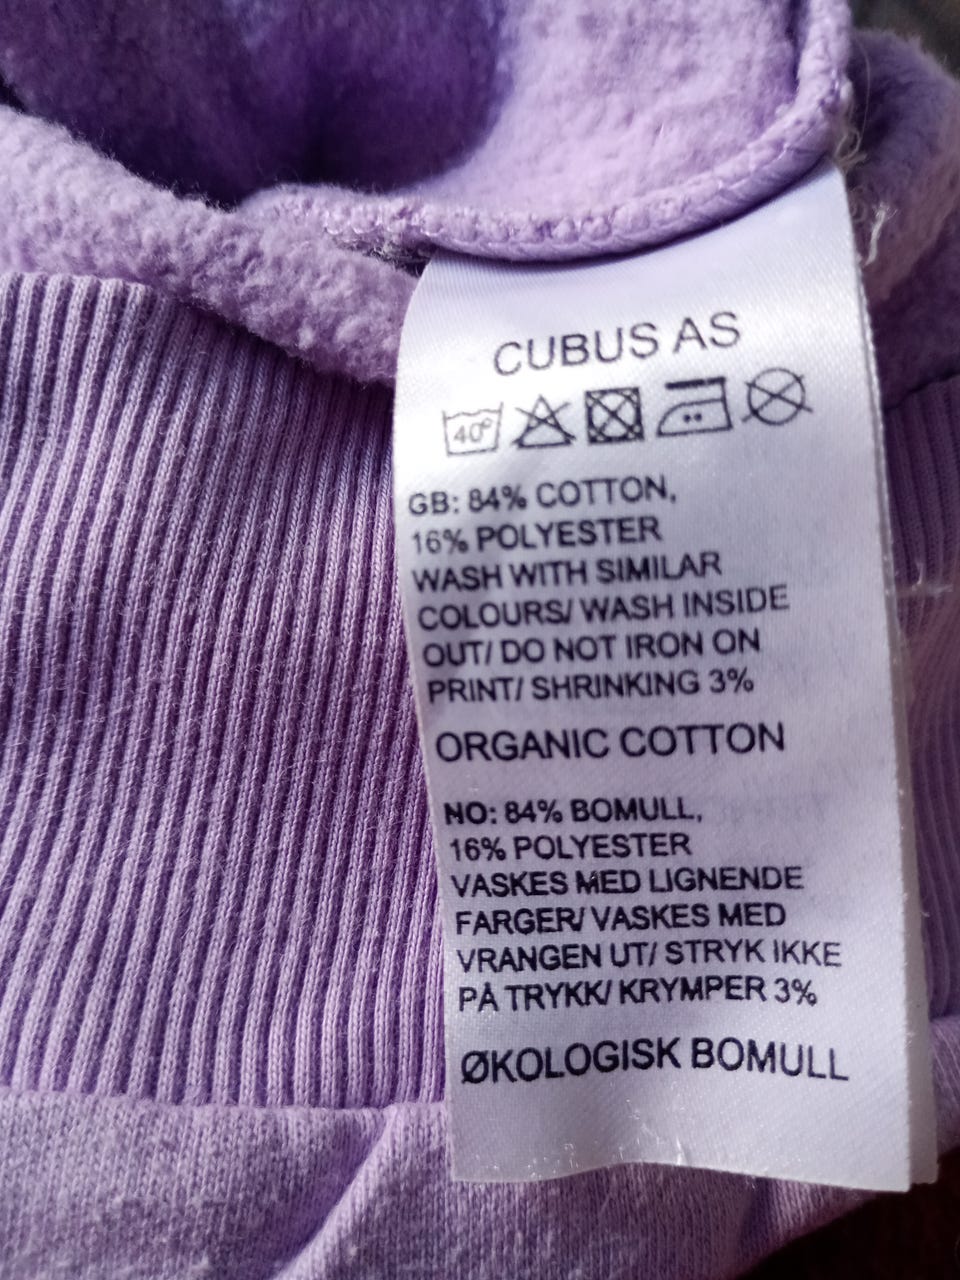 CUBUS AS
40°
GB: 84% COTTON,
16% POLYESTER
WASH WITH SIMILAR
COLOURS/ WASH INSIDE
OUT/ DO NOT IRON ON
PRINT/ SHRINKING 3%
ORGANIC COTTON
NO: 84% BOMULL,
16% POLYESTER
VASKES MED LIGNENDE
FARGER/ VASKES MED
VRANGEN UT/ STRYK IKKE
PÅ TRYKK/ KRYMPER 3%
ØKOLOGISK BOMULL